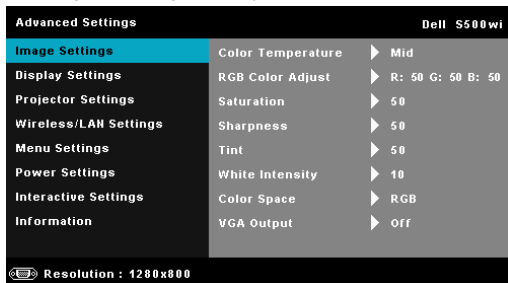 Advanced Settings Dell S500wi
Image Settings Color Temperature Mid
Display Settings RGB Color Adjust R: 50 G: 50 B: 50
Projector Settings Saturation 50
Wireless/LAN Settings Sharpness 50
Menu Settings Tint 50
Power Settings White Intensity 10
Interactive Settings Color Space RGB
Information VGA Output Off
Resolution : 1280x800